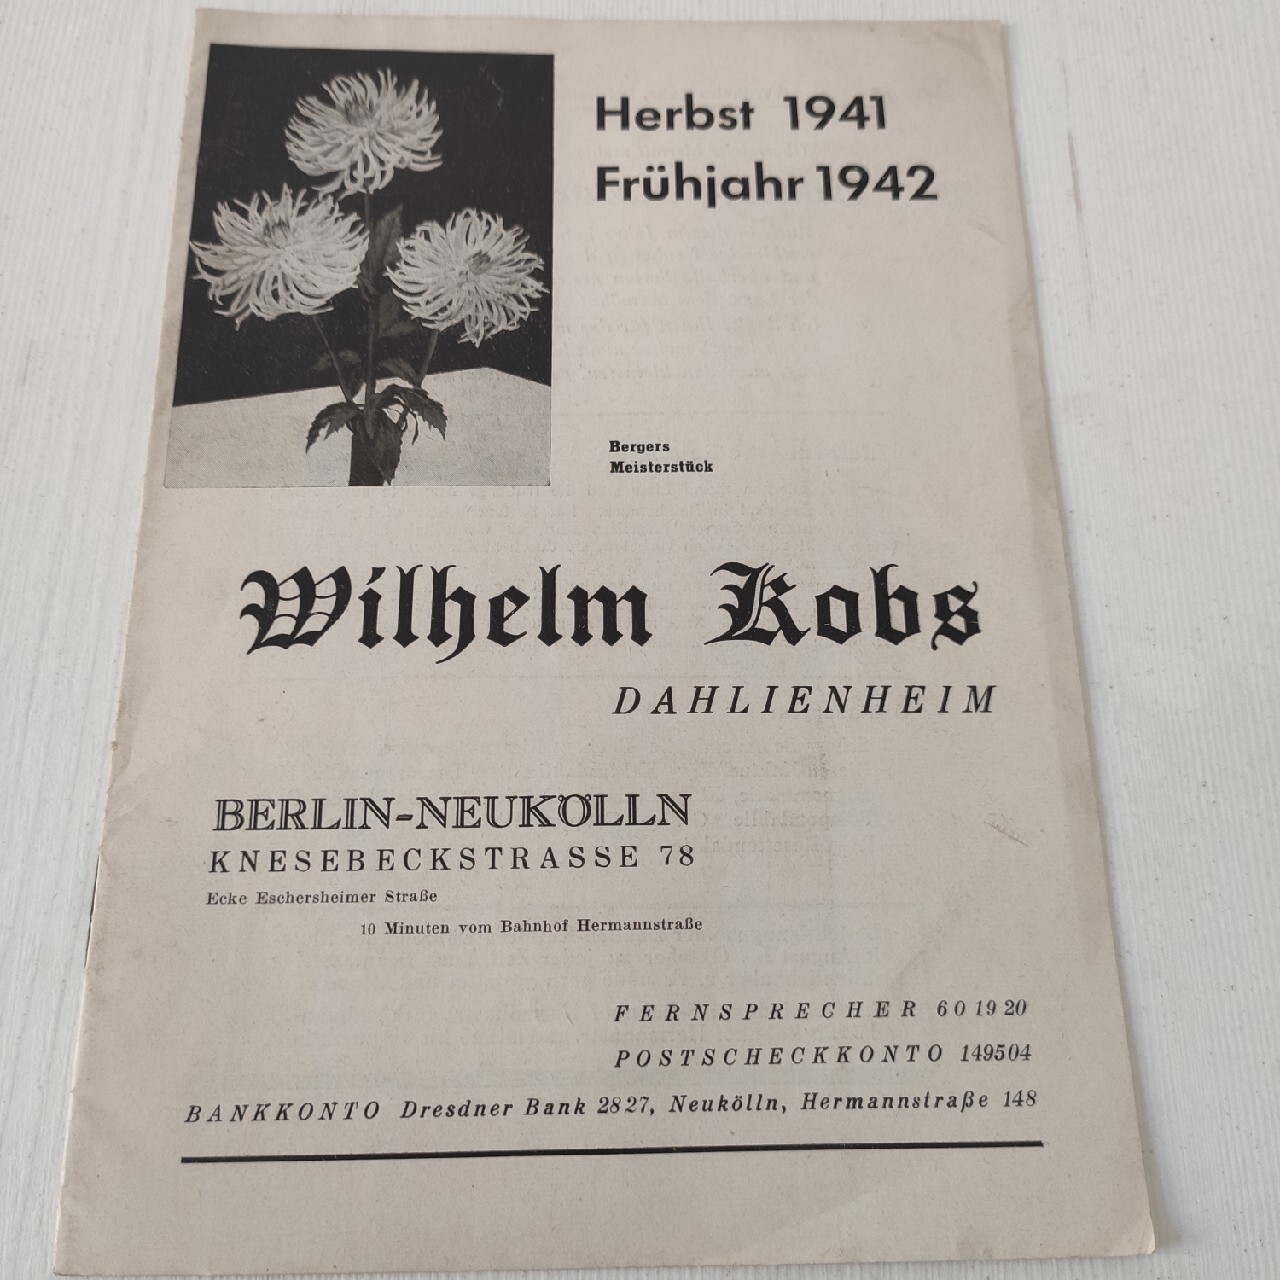 Herbst 1941
Frühjahr 1942
Bergers
Meisterstück
Wilhelm Kobs
DAHLIENHEIM
BERLIN-NEUKÖLLN
KNESEBECKSTRASSE 78
Ecke Eschersheimer Straße
10 Minuten vom Bahnhof Hermannstraße
FERNSPRECHER 60 19 20
POSTSCHECKKONTO 149504
BANKKONTO Dresdner Bank 2827, Neukölln, Hermannstraße 148